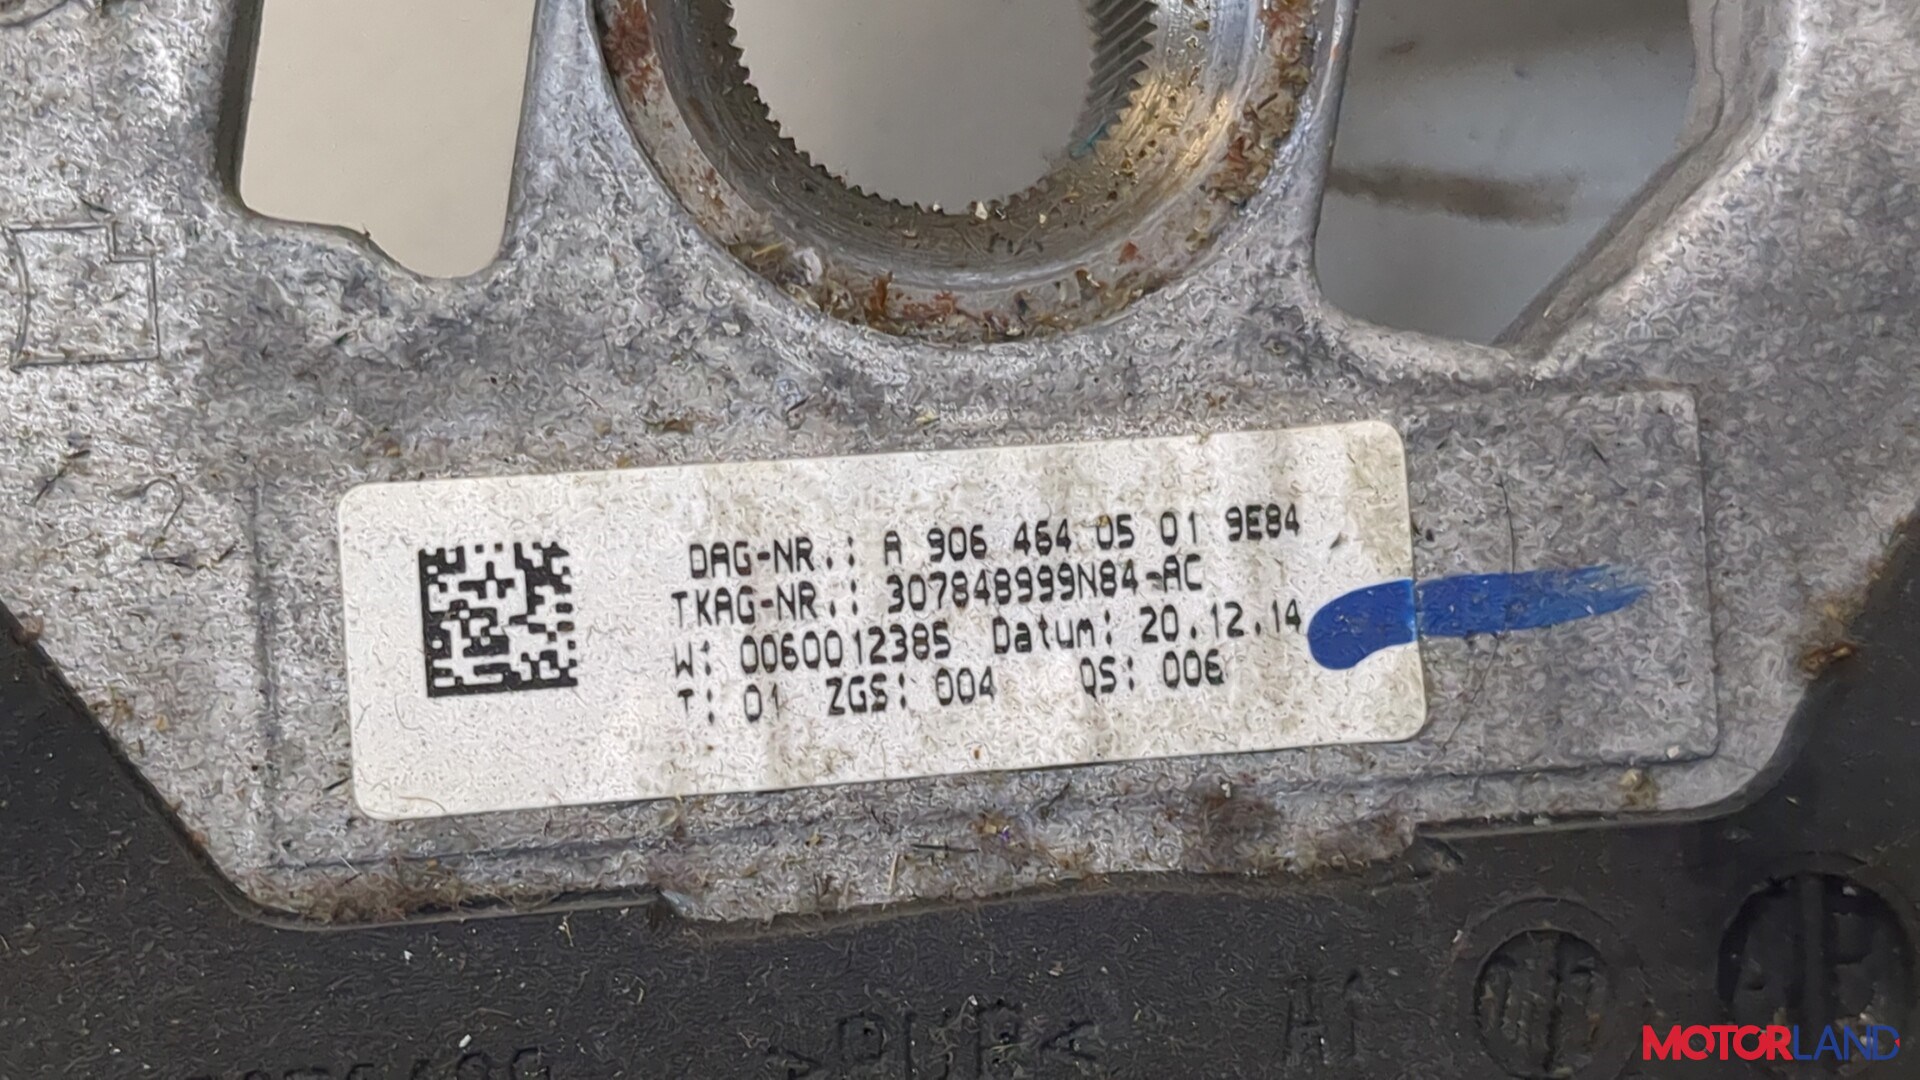 DAG-NR.: A 906 464 05 01 9E84
TKAG-NR.: 307848999N84-AC
W: 0060012385 Datum: 20.12.14
T: 01 ZGS: 004 QS: 006
>PUR<
MOTORLAND